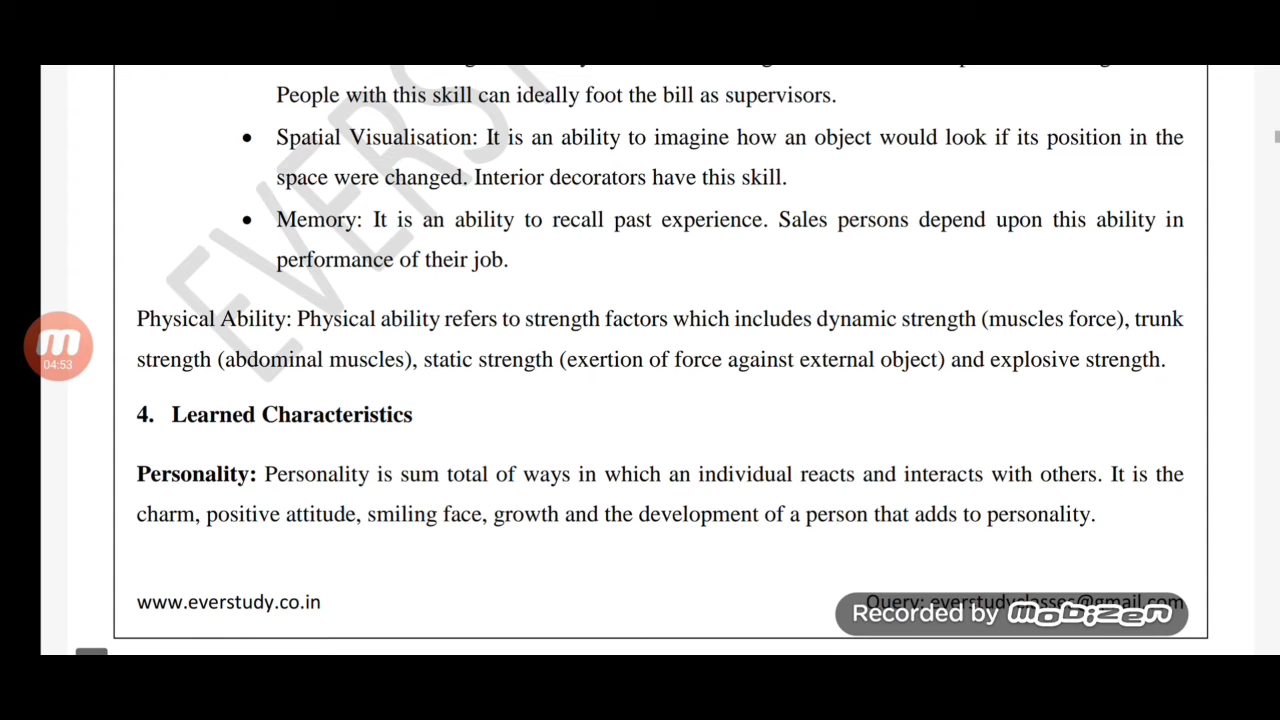 People with this skill can ideally foot the bill as supervisors.
• Spatial Visualisation: It is an ability to imagine how an object would look if its position in the
space were changed. Interior decorators have this skill.
• Memory: It is an ability to recall past experience. Sales persons depend upon this ability in
performance of their job.
Physical Ability: Physical ability refers to strength factors which includes dynamic strength (muscles force), trunk
strength (abdominal muscles), static strength (exertion of force against external object) and explosive strength.
04:53
4. Learned Characteristics
Personality: Personality is sum total of ways in which an individual reacts and interacts with others. It is the
charm, positive attitude, smiling face, growth and the development of a person that adds to personality.
www.everstudy.co.in
Query: everstudyclasses@gmail.com
Recorded by mobizen
EVERST